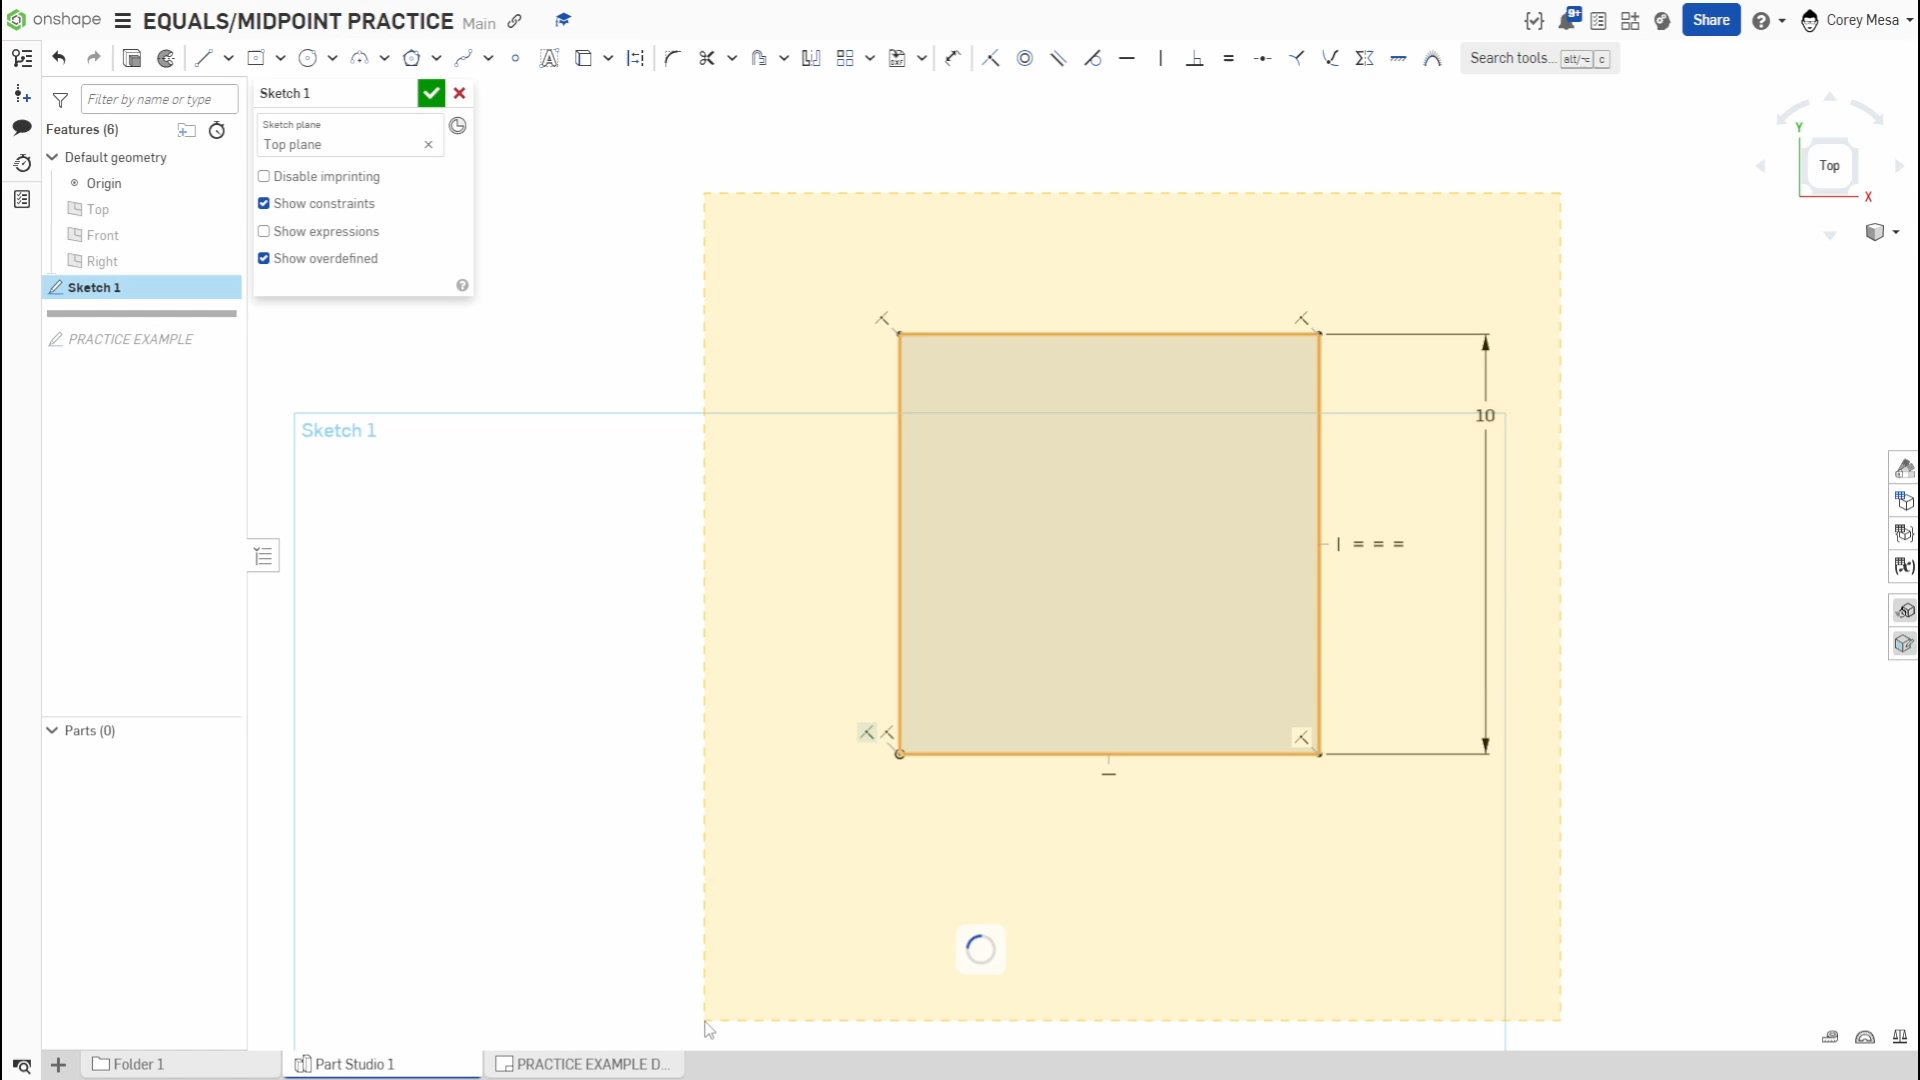 onshape EQUALS/MIDPOINT PRACTICE Main 9+ Share Corey Mesa
Search tools... alt/⌥ c
Filter by name or type
Sketch 1
Features (6)
Sketch plane
Top plane
Default geometry
Disable imprinting
Origin
Show constraints
Top
Show expressions
Front
Show overdefined
Right
Sketch 1
PRACTICE EXAMPLE
Y
Top
X
Sketch 1
10
Parts (0)
Folder 1
Part Studio 1
PRACTICE EXAMPLE D...